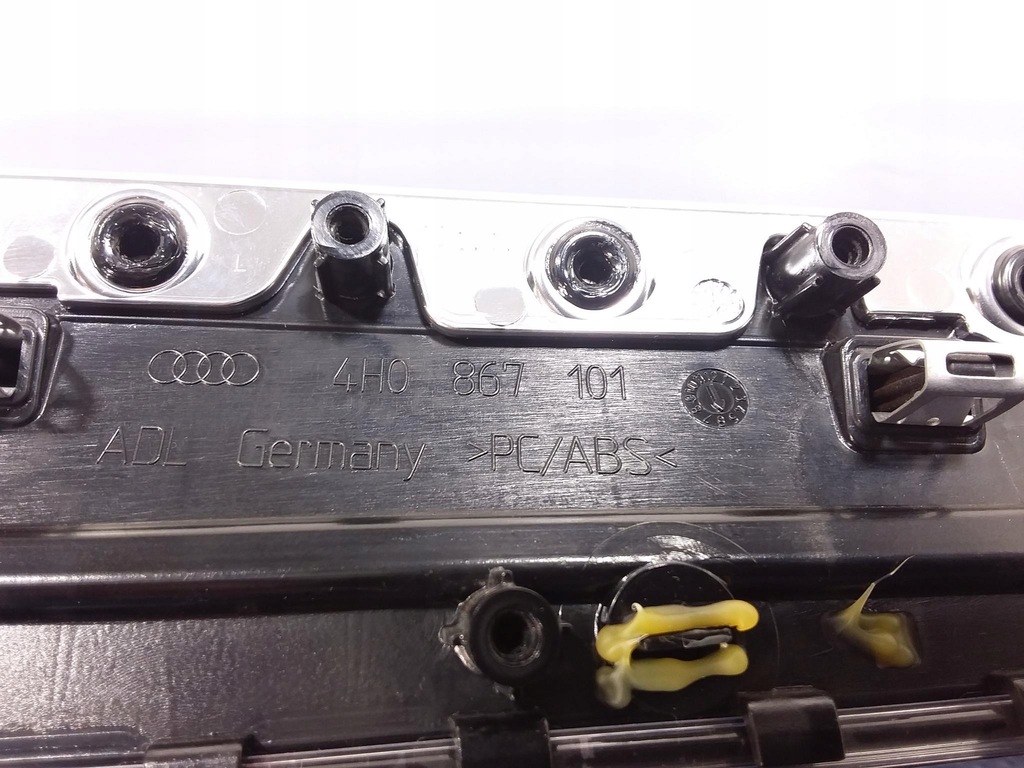 4H0 867 101
ADL Germany >PC/ABS<